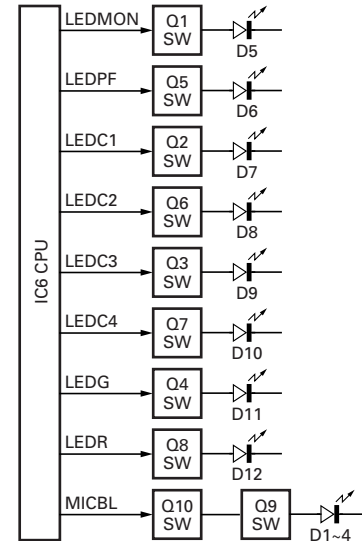 IC6 CPU
LEDMON
Q1
SW
D5
LEDPF
Q5
SW
D6
LEDC1
Q2
SW
D7
LEDC2
Q6
SW
D8
LEDC3
Q3
SW
D9
LEDC4
Q7
SW
D10
LEDG
Q4
SW
D11
LEDR
Q8
SW
D12
MICBL
Q10
SW
Q9
SW
D1~4